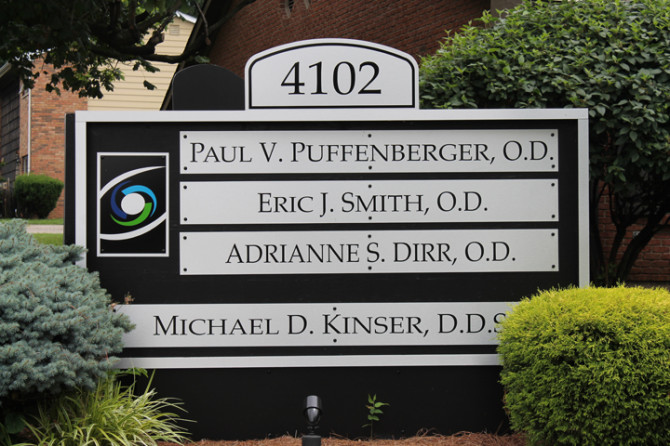 4102
PAUL V. PUFFENBERGER, O.D.
ERIC J. SMITH, O.D.
ADRIANNE S. DIRR, O.D.
MICHAEL D. KINSER, D.D.S